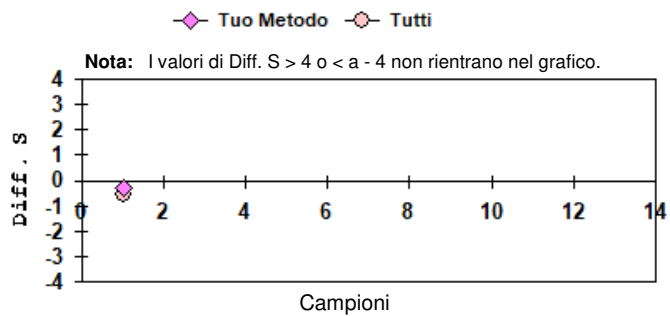 Tuo Metodo Tutti
Nota: I valori di Diff. S > 4 o < a - 4 non rientrano nel grafico.
4
3
2
1
0
-1
-2
-3
-4
Diff. S
0 2 4 6 8 10 12 14
Campioni